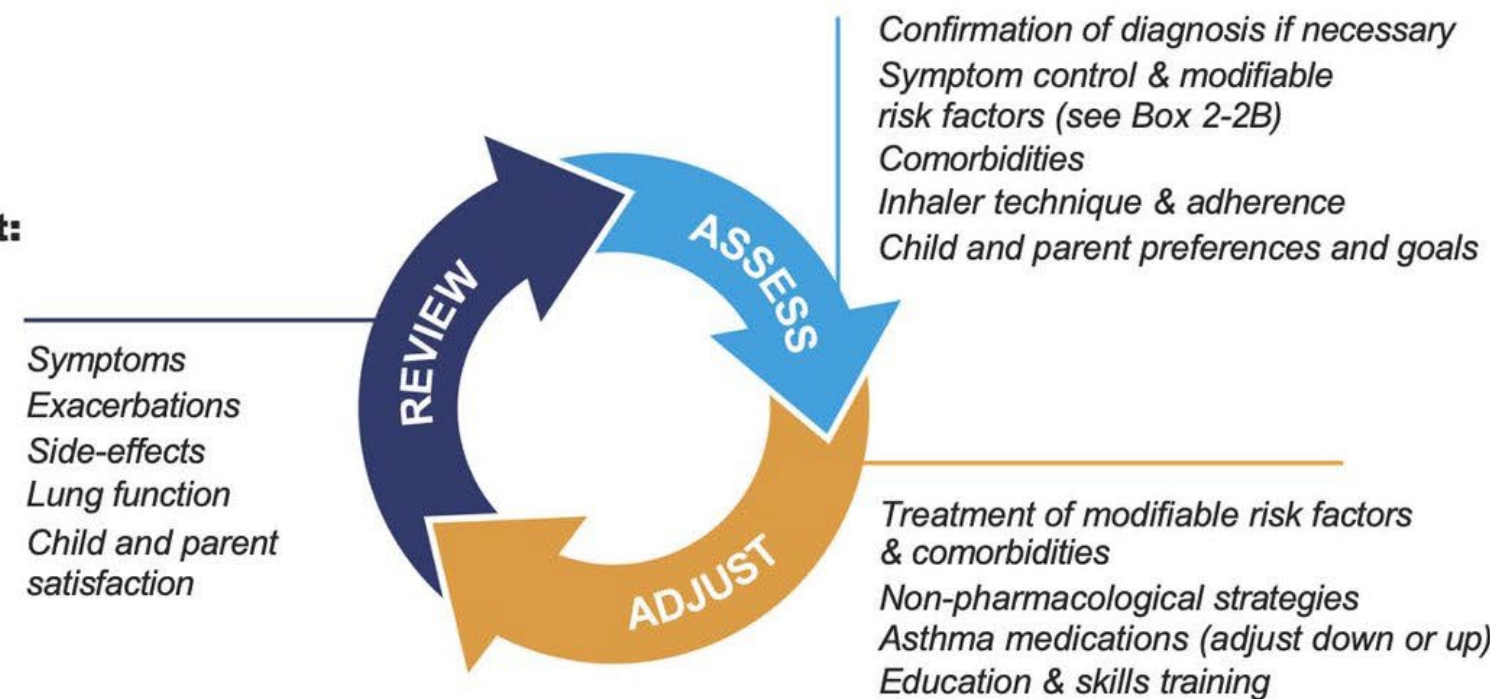 Confirmation of diagnosis if necessary
Symptom control & modifiable
risk factors (see Box 2-2B)
Comorbidities
Inhaler technique & adherence
Child and parent preferences and goals
t:
REVIEW
ASSESS
ADJUST
Symptoms
Exacerbations
Side-effects
Lung function
Child and parent
satisfaction
Treatment of modifiable risk factors
& comorbidities
Non-pharmacological strategies
Asthma medications (adjust down or up)
Education & skills training